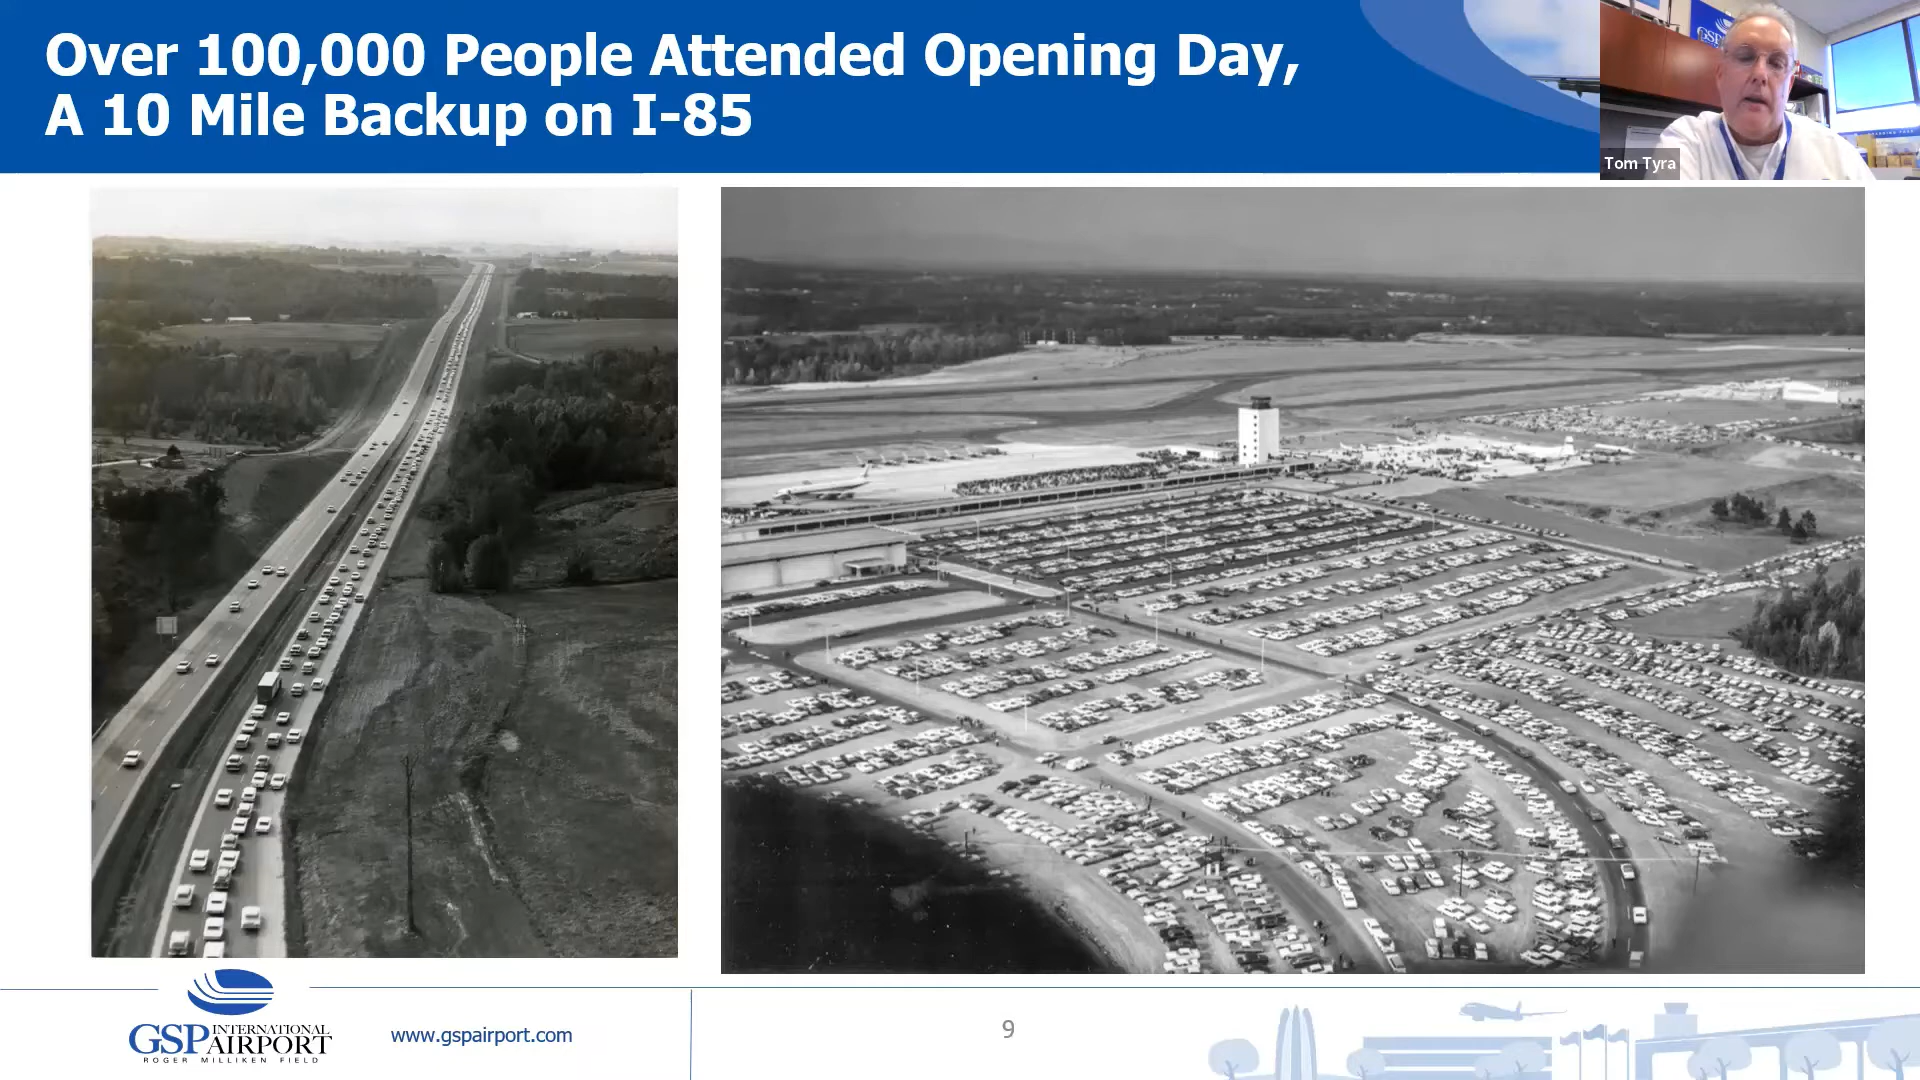 Over 100,000 People Attended Opening Day,
A 10 Mile Backup on I-85
GSP
Tom Tyra
GSP INTERNATIONAL AIRPORT
ROGER MILLIKEN FIELD
www.gspairport.com
9